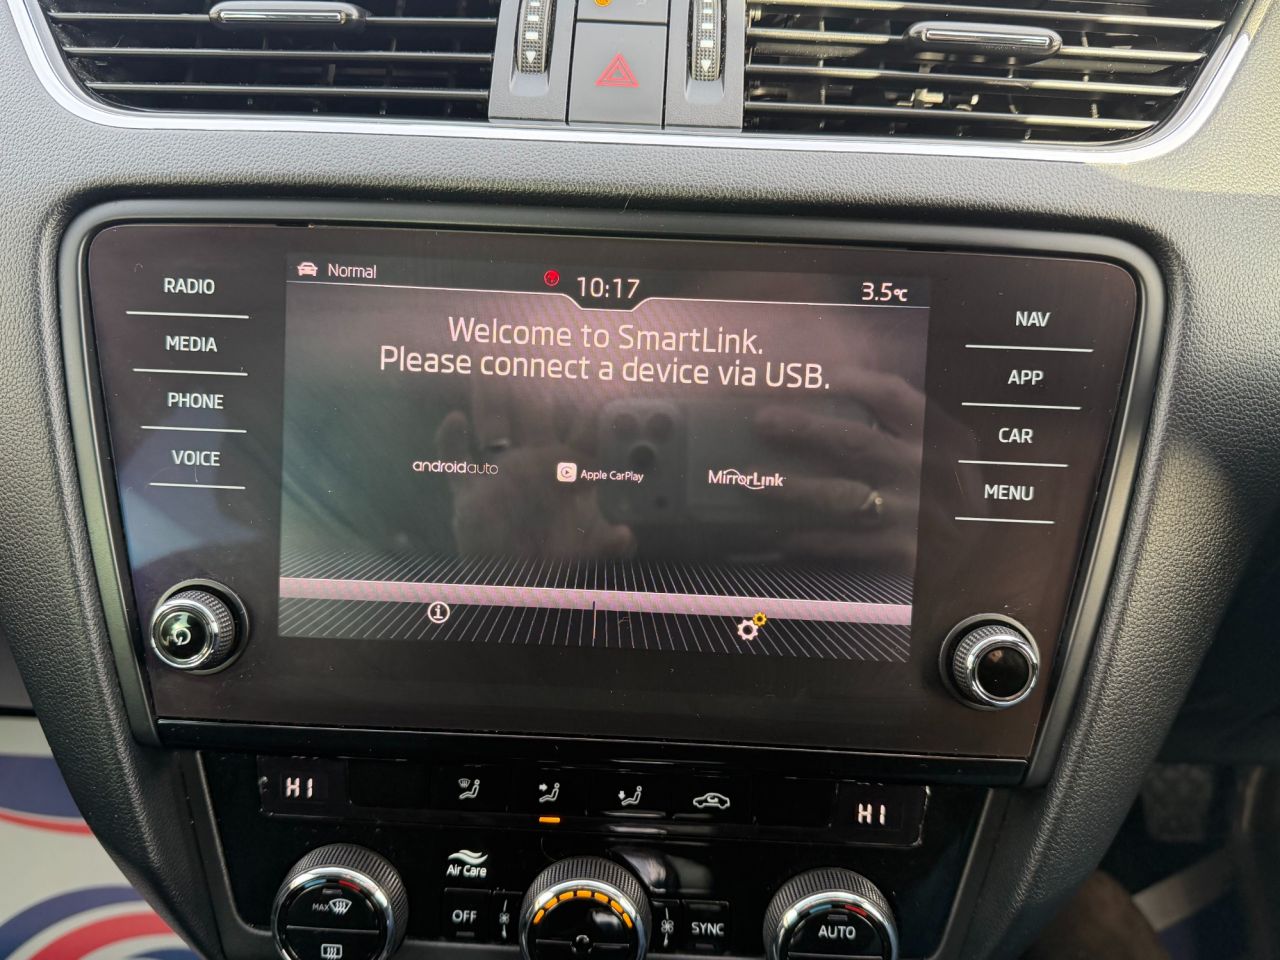 RADIO
MEDIA
PHONE
VOICE
Normal
10:17
3.5°C
Welcome to SmartLink.
Please connect a device via USB.
androidauto
Apple CarPlay
MirrorLink
NAV
APP
CAR
MENU
HI
HI
Air Care
MAX
OFF
SYNC
AUTO